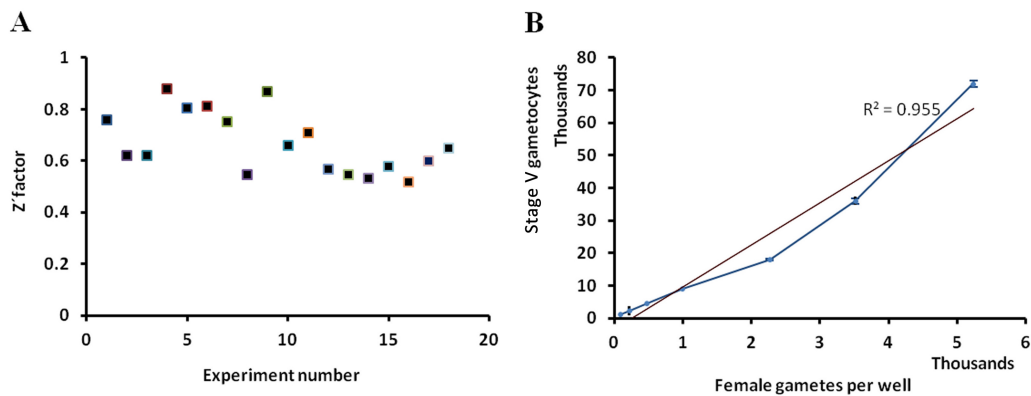 A
1
0.8
0.6
0.4
0.2
0
Z´factor
0 5 10 15 20
Experiment number
B
80
70
60
50
40
30
20
10
0
Stage V gametocytes
Thousands
R² = 0.955
0 1 2 3 4 5 6
Thousands
Female gametes per well